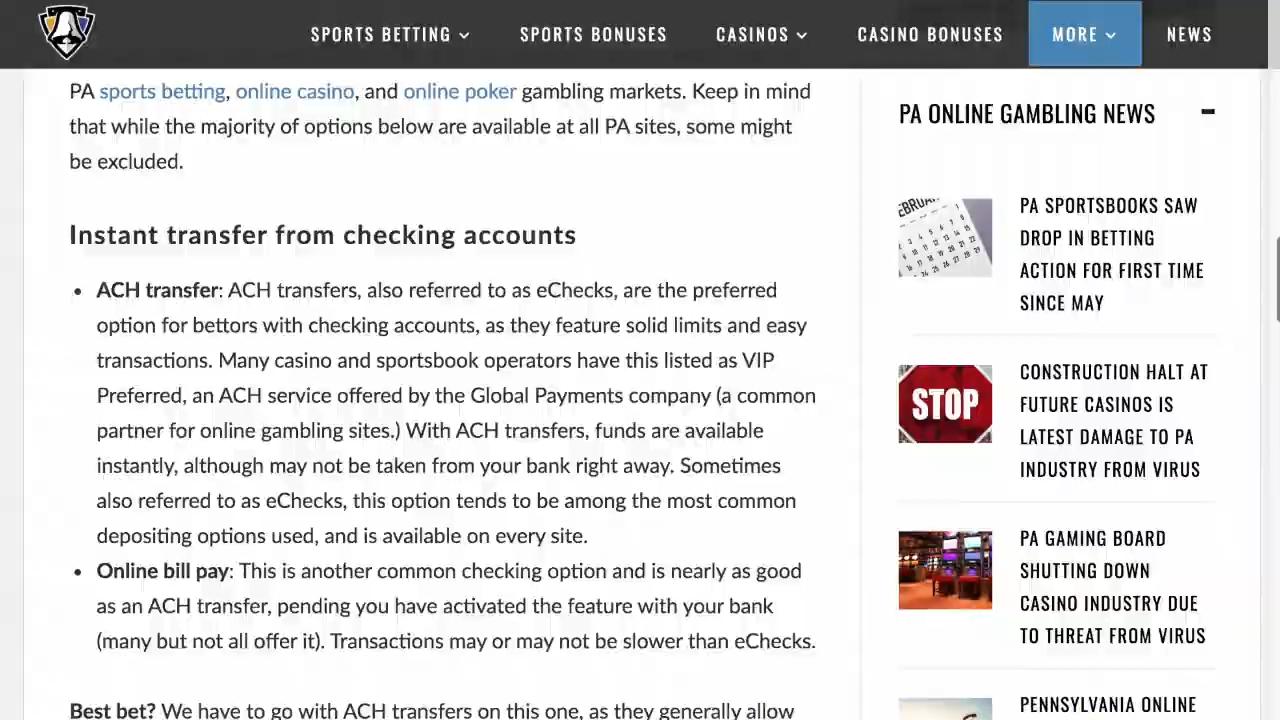 SPORTS BETTING
SPORTS BONUSES
CASINOS
CASINO BONUSES
MORE
NEWS
PA sports betting, online casino, and online poker gambling markets. Keep in mind
that while the majority of options below are available at all PA sites, some might
be excluded.
Instant transfer from checking accounts
• ACH transfer: ACH transfers, also referred to as eChecks, are the preferred
option for bettors with checking accounts, as they feature solid limits and easy
transactions. Many casino and sportsbook operators have this listed as VIP
Preferred, an ACH service offered by the Global Payments company (a common
partner for online gambling sites.) With ACH transfers, funds are available
instantly, although may not be taken from your bank right away. Sometimes
also referred to as eChecks, this option tends to be among the most common
depositing options used, and is available on every site.
• Online bill pay: This is another common checking option and is nearly as good
as an ACH transfer, pending you have activated the feature with your bank
(many but not all offer it). Transactions may or may not be slower than eChecks.
Best bet? We have to go with ACH transfers on this one, as they generally allow
PA ONLINE GAMBLING NEWS
PA SPORTSBOOKS SAW
DROP IN BETTING
ACTION FOR FIRST TIME
SINCE MAY
STOP
CONSTRUCTION HALT AT
FUTURE CASINOS IS
LATEST DAMAGE TO PA
INDUSTRY FROM VIRUS
PA GAMING BOARD
SHUTTING DOWN
CASINO INDUSTRY DUE
TO THREAT FROM VIRUS
PENNSYLVANIA ONLINE